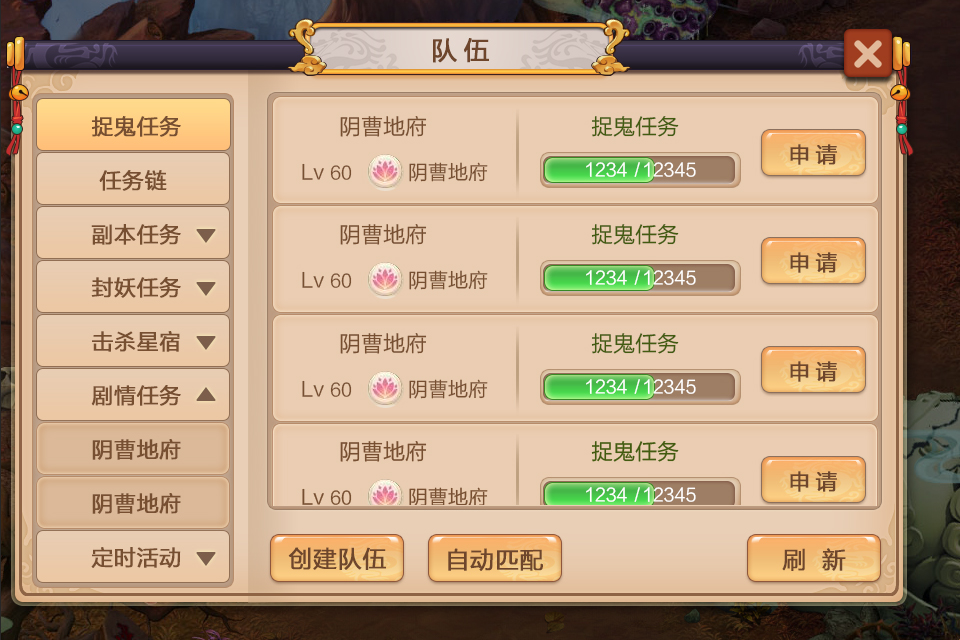 队伍
捉鬼任务
任务链
副本任务
封妖任务
击杀星宿
剧情任务
阴曹地府
阴曹地府
定时活动
阴曹地府
Lv 60 阴曹地府
捉鬼任务
1234 /12345
申请
阴曹地府
Lv 60 阴曹地府
捉鬼任务
1234 /12345
申请
阴曹地府
Lv 60 阴曹地府
捉鬼任务
1234 /12345
申请
阴曹地府
Lv 60 阴曹地府
捉鬼任务
1234 /12345
申请
创建队伍
自动匹配
刷 新